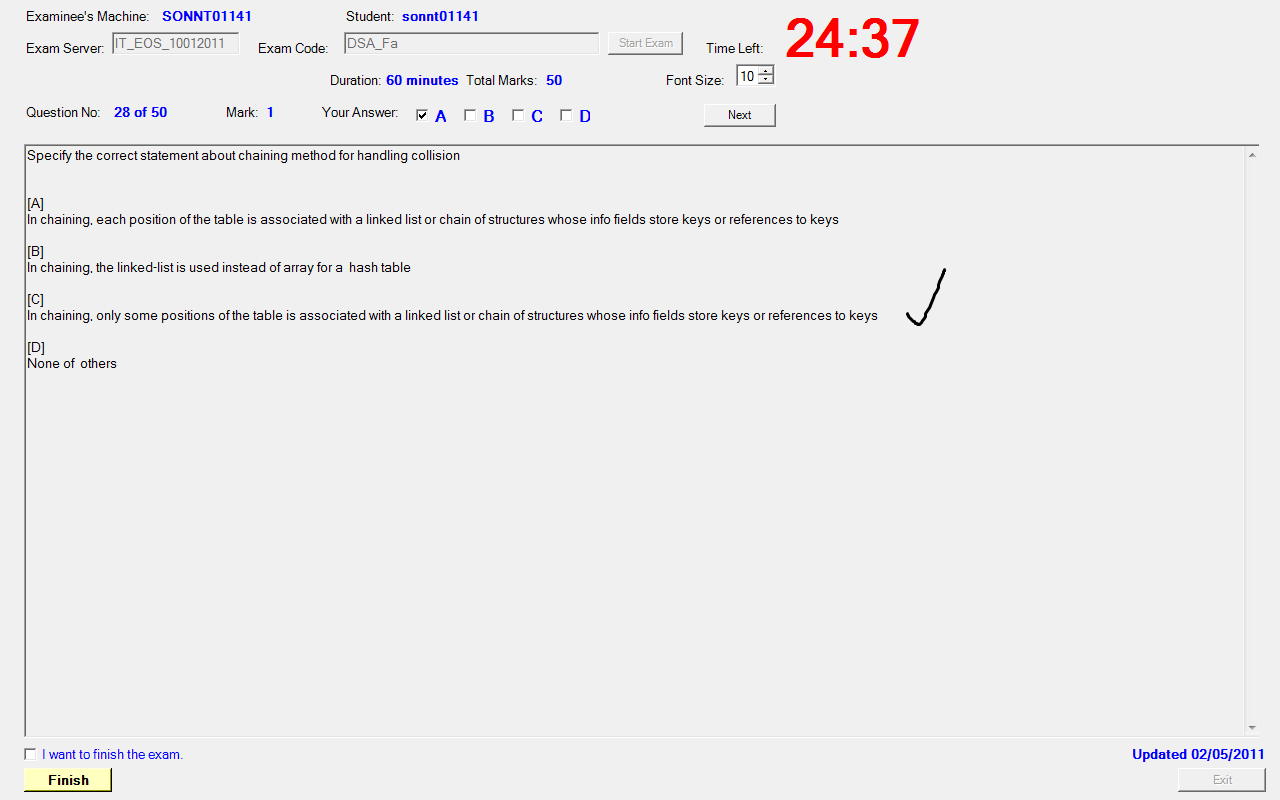 Examinee's Machine: SONNT01141 Student: sonnt01141
Exam Server: IT_EOS_10012011 Exam Code: DSA_Fa Start Exam Time Left: 24:37
Duration: 60 minutes Total Marks: 50 Font Size: 10
Question No: 28 of 50 Mark: 1 Your Answer: A B C D Next
Specify the correct statement about chaining method for handling collision
[A]
In chaining, each position of the table is associated with a linked list or chain of structures whose info fields store keys or references to keys
[B]
In chaining, the linked-list is used instead of array for a hash table
[C]
In chaining, only some positions of the table is associated with a linked list or chain of structures whose info fields store keys or references to keys
[D]
None of others
I want to finish the exam. Updated 02/05/2011
Finish Exit